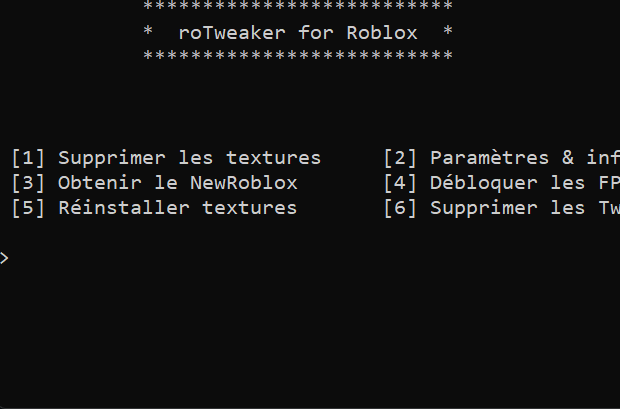 **************************
*  roTweaker for Roblox  *
**************************
[1] Supprimer les textures     [2] Paramètres & inf
[3] Obtenir le NewRoblox       [4] Débloquer les FP
[5] Réinstaller textures       [6] Supprimer les Tw
>